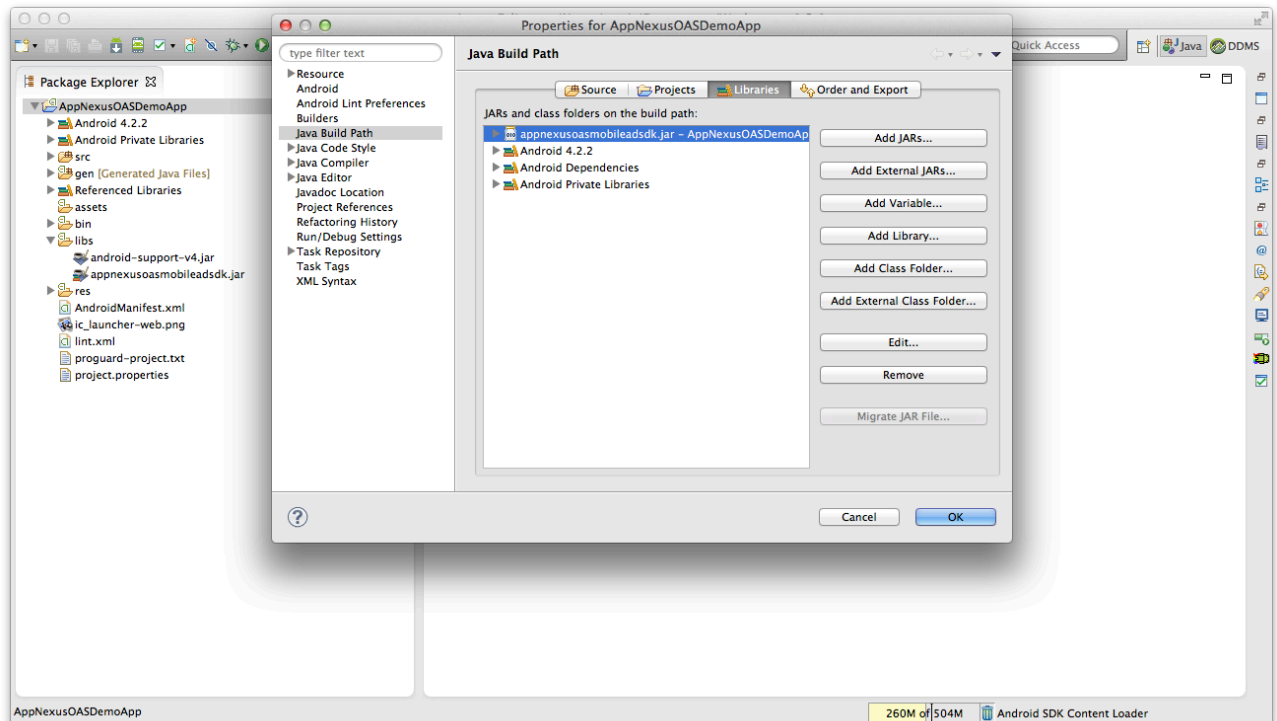 Properties for AppNexusOASDemoApp
Quick Access
Java
DDMS
Package Explorer
AppNexusOASDemoApp
Android 4.2.2
Android Private Libraries
src
gen [Generated Java Files]
Referenced Libraries
assets
bin
libs
android-support-v4.jar
appnexusoasmobileadsdk.jar
res
AndroidManifest.xml
ic_launcher-web.png
lint.xml
proguard-project.txt
project.properties
type filter text
Resource
Android
Android Lint Preferences
Builders
Java Build Path
Java Code Style
Java Compiler
Java Editor
Javadoc Location
Project References
Refactoring History
Run/Debug Settings
Task Repository
Task Tags
XML Syntax
Java Build Path
Source
Projects
Libraries
Order and Export
JARs and class folders on the build path:
appnexusoasmobileadsdk.jar – AppNexusOASDemoAp
Android 4.2.2
Android Dependencies
Android Private Libraries
Add JARs...
Add External JARs...
Add Variable...
Add Library...
Add Class Folder...
Add External Class Folder...
Edit...
Remove
Migrate JAR File...
?
Cancel
OK
AppNexusOASDemoApp
260M of 504M
Android SDK Content Loader